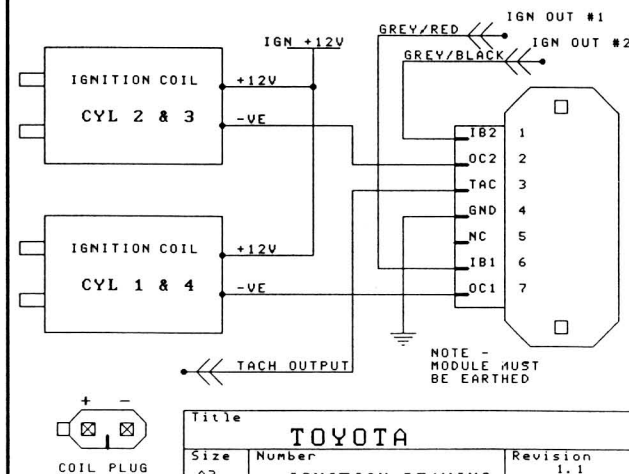 IGN OUT #1
GREY/RED
IGN +12V
IGN OUT #2
GREY/BLACK
IGNITION COIL
+12V
CYL 2 & 3
-VE
IB2 1
OC2 2
TAC 3
GND 4
NC 5
IB1 6
OC1 7
IGNITION COIL
+12V
CYL 1 & 4
-VE
TACH OUTPUT
NOTE -
MODULE MUST
BE EARTHED
+ -
COIL PLUG
Title
TOYOTA
Size
Number
Revision
1.1